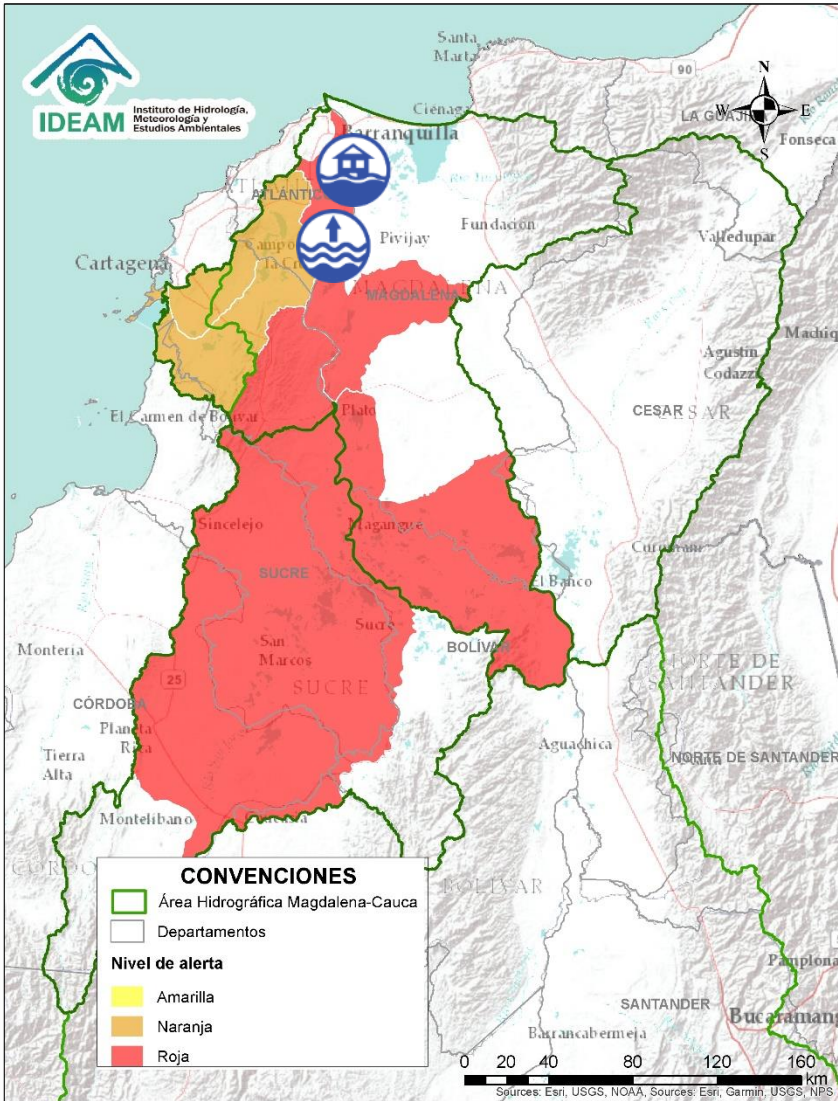 IDEAM
Instituto de Hidrología,
Meteorología y
Estudios Ambientales
Santa
Marta
90
N
W
E
S
Ciénaga
Barranquilla
Fonseca
Fundación
Pivijay
Valledupar
Cartagena
MAGDALENA
Agustín
Codazzi
CESAR
El Carmen de Bolívar
Plato
Sincelejo
Magangué
SUCRE
El Banco
Sucre
BOLÍVAR
San
Marcos
SUCRE
Montería
25
CÓRDOBA
Planeta
Rica
Tierra
Alta
Aguachica
NORTE DE
SANTANDER
NORTE DE SANTANDER
Montelíbano
BOLÍVAR
CONVENCIONES
Área Hidrográfica Magdalena-Cauca
Departamentos
Nivel de alerta
Amarilla
Naranja
Roja
Pamplona
SANTANDER
Barrancabermeja
0 20 40 80 120 160
km
Sources: Esri, USGS, NOAA, Sources: Esri, Garmin, USGS, NPS